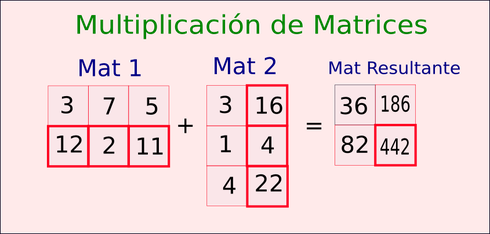 Multiplicación de Matrices
Mat 1
Mat 2
Mat Resultante
3 7 5
12 2 11
+
3 16
1 4
4 22
=
36 186
82 442